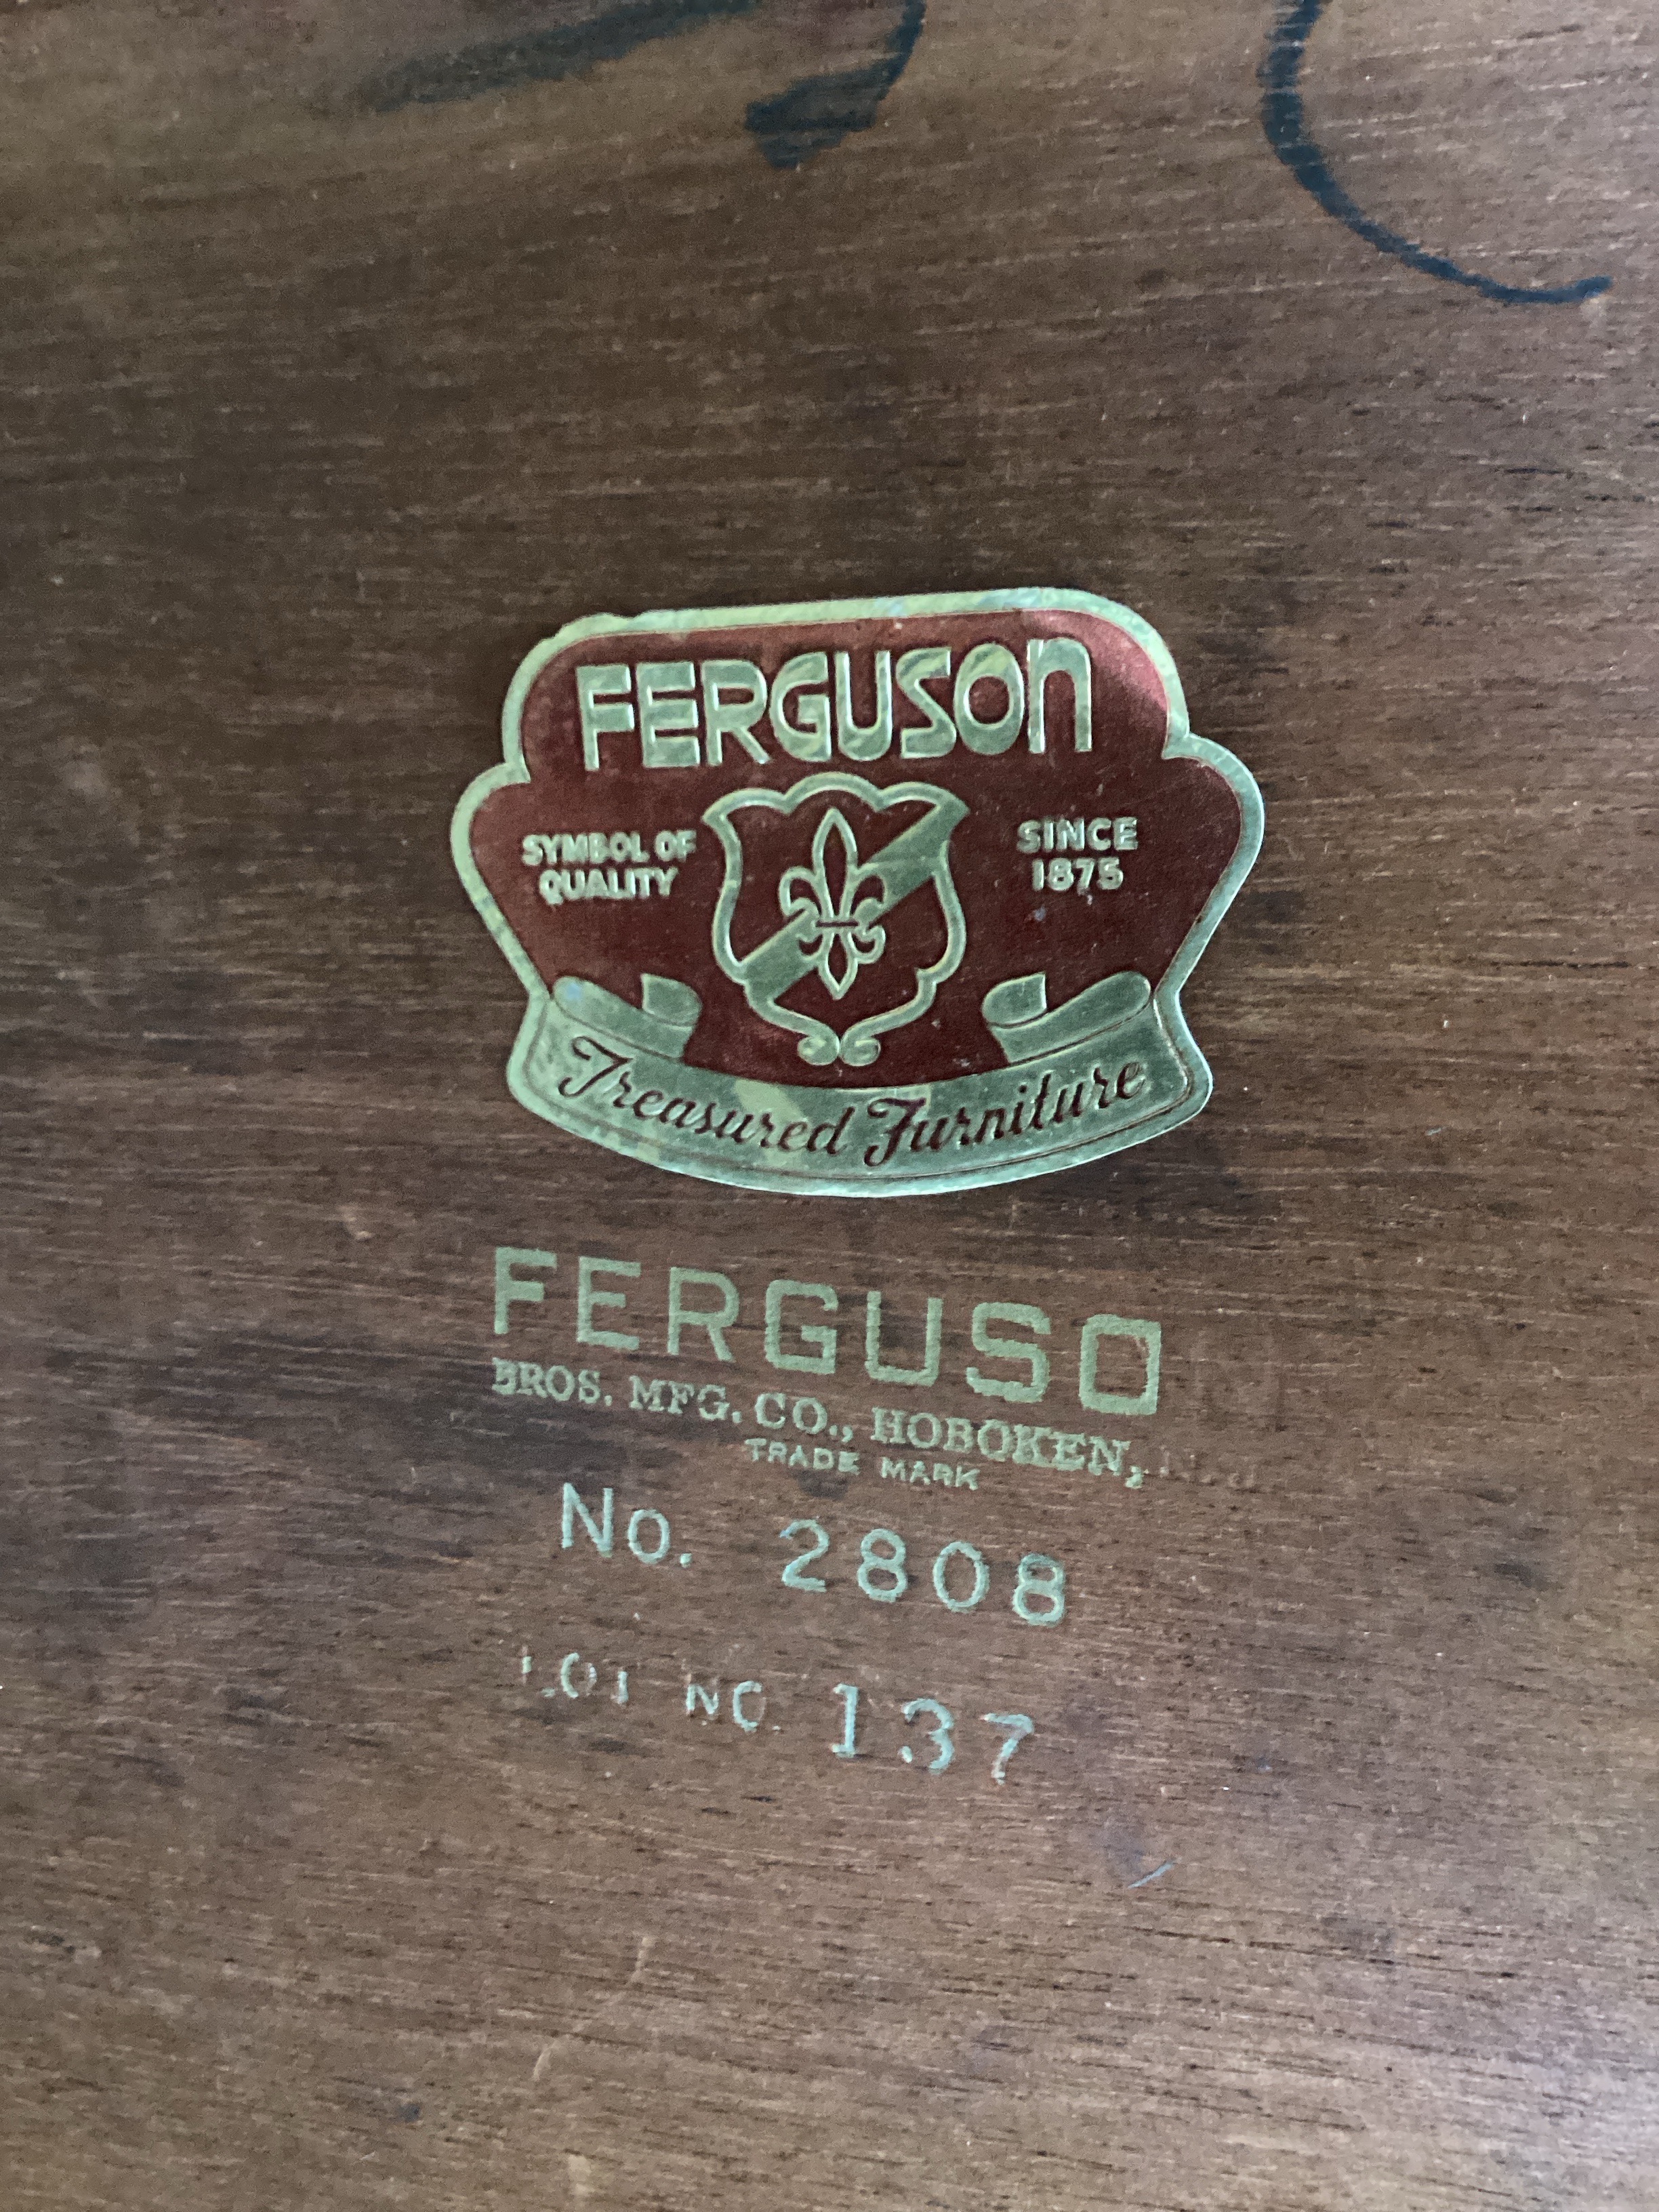 FERGUSON
SYMBOL OF
QUALITY
SINCE
1875
Treasured Furniture
FERGUSO
BROS. MFG. CO., HOBOKEN,
TRADE MARK
No. 2808
LOT NO 137